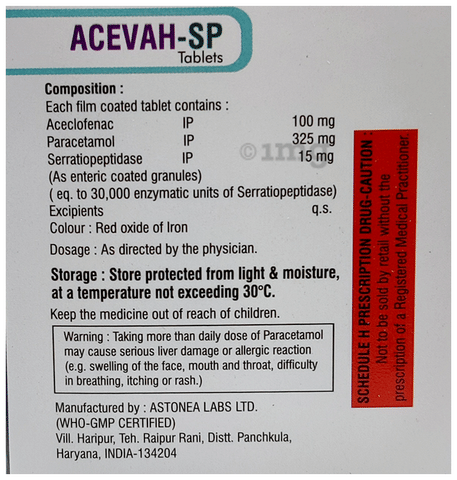 ACEVAH-SP
Tablets
Composition :
Each film coated tablet contains :
Aceclofenac IP 100 mg
Paracetamol IP 325 mg
Serratiopeptidase IP 15 mg
(As enteric coated granules)
( eq. to 30,000 enzymatic units of Serratiopeptidase)
Excipients q.s.
Colour : Red oxide of Iron
Dosage : As directed by the physician.
Storage : Store protected from light & moisture,
at a temperature not exceeding 30°C.
Keep the medicine out of reach of children.
Warning : Taking more than daily dose of Paracetamol
may cause serious liver damage or allergic reaction
(e.g. swelling of the face, mouth and throat, difficulty
in breathing, itching or rash.)
Manufactured by : ASTONEA LABS LTD.
(WHO-GMP CERTIFIED)
Vill. Haripur, Teh. Raipur Rani, Distt. Panchkula,
Haryana, INDIA-134204
SCHEDULE H PRESCRIPTION DRUG-CAUTION :
Not to be sold by retail without the
prescription of a Registered Medical Practitioner
© 1mg